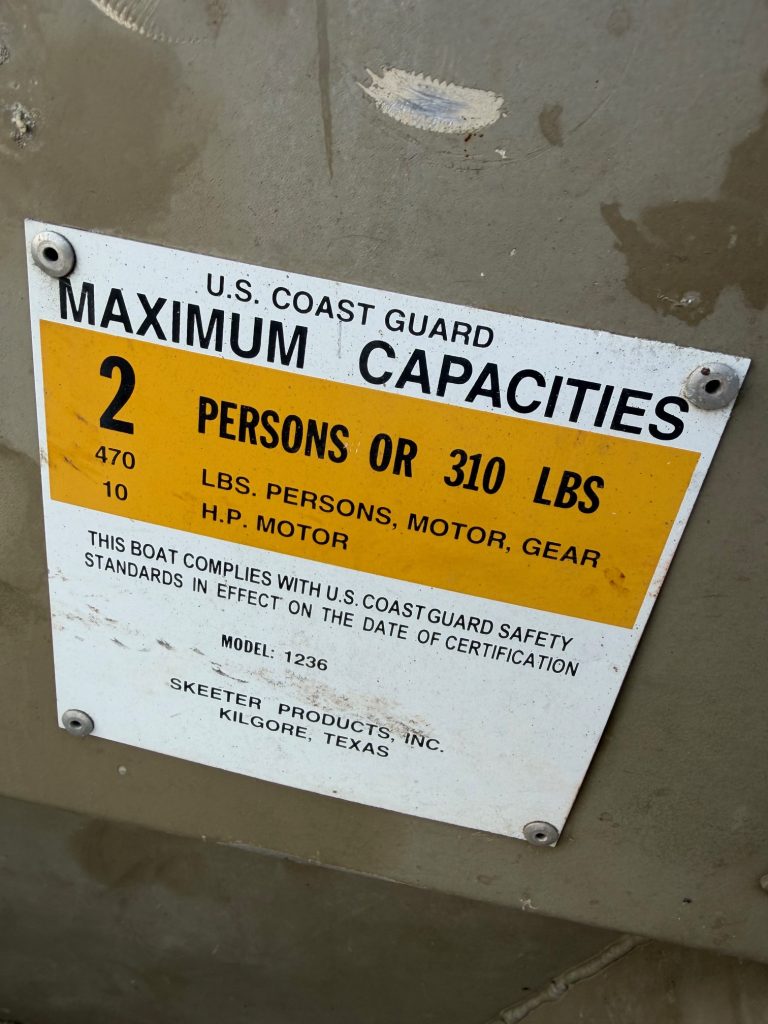 U.S. COAST GUARD
MAXIMUM CAPACITIES
2 PERSONS OR 310 LBS
470 LBS. PERSONS, MOTOR, GEAR
10 H.P. MOTOR
THIS BOAT COMPLIES WITH U.S. COAST GUARD SAFETY
STANDARDS IN EFFECT ON THE DATE OF CERTIFICATION
MODEL: 1236
SKEETER PRODUCTS, INC.
KILGORE, TEXAS